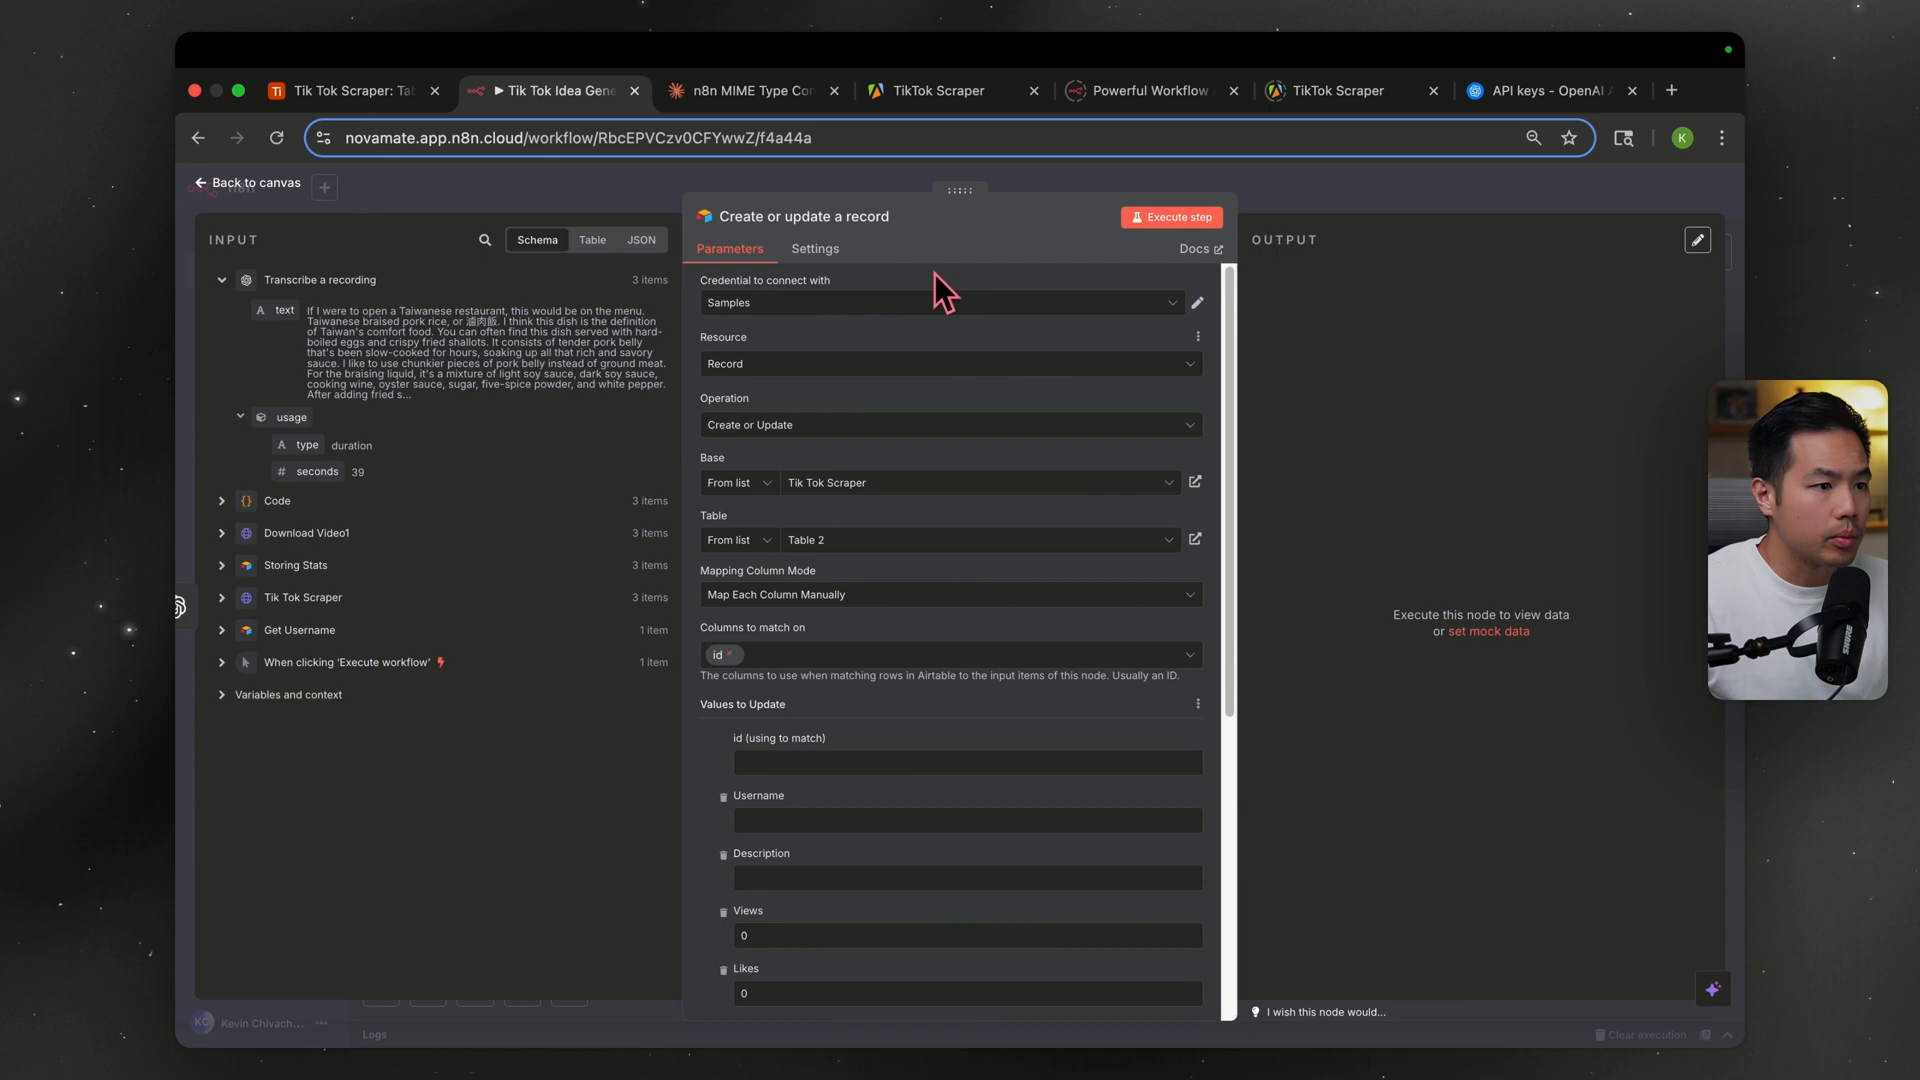 Ti Tik Tok Scraper: Tab
▶ Tik Tok Idea Gene
n8n MIME Type Con
TikTok Scraper
Powerful Workflow
TikTok Scraper
API keys - OpenAI
novamate.app.n8n.cloud/workflow/RbcEPVCzv0CFYwwZ/f4a44a
K
Back to canvas
INPUT
Schema
Table
JSON
Transcribe a recording
3 items
A text
If I were to open a Taiwanese restaurant, this would be on the menu.
Taiwanese braised pork rice, or 滷肉飯. I think this dish is the definition
of Taiwan's comfort food. You can often find this dish served with hard-
boiled eggs and crispy fried shallots. It consists of tender pork belly
that's been slow-cooked for hours, soaking up all that rich and savory
sauce. I like to use chunkier pieces of pork belly instead of ground meat.
For the braising liquid, it's a mixture of light soy sauce, dark soy sauce,
cooking wine, oyster sauce, sugar, five-spice powder, and white pepper.
After adding fried s...
usage
A type duration
# seconds 39
Code 3 items
Download Video1 3 items
Storing Stats 3 items
Tik Tok Scraper 3 items
Get Username 1 item
When clicking ‘Execute workflow’ 1 item
Variables and context
KC Kevin Chivach...
Logs
Create or update a record
Execute step
Parameters
Settings
Docs
Credential to connect with
Samples
Resource
Record
Operation
Create or Update
Base
From list Tik Tok Scraper
Table
From list Table 2
Mapping Column Mode
Map Each Column Manually
Columns to match on
id
The columns to use when matching rows in Airtable to the input items of this node. Usually an ID.
Values to Update
id (using to match)
Username
Description
Views
0
Likes
0
OUTPUT
Execute this node to view data
or set mock data
I wish this node would...
Clear execution
SHURE